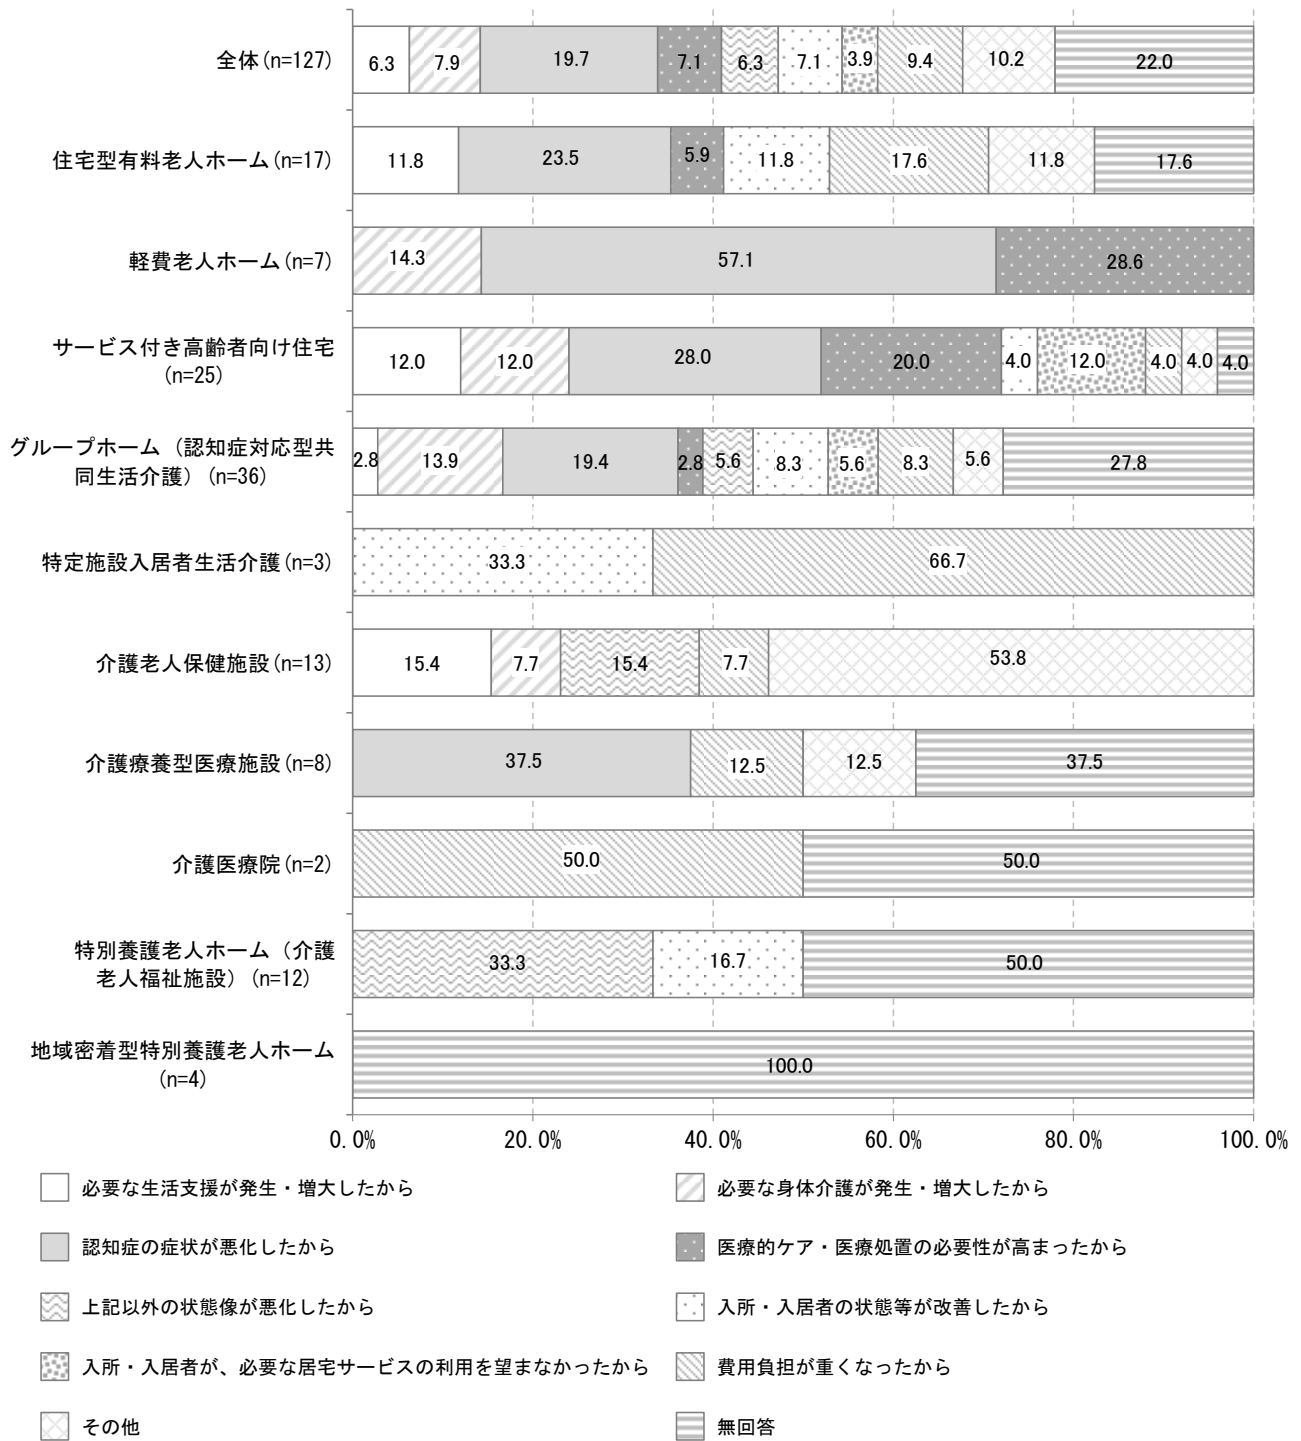 全体(n=127)
6.3 7.9 19.7 7.1 6.3 7.1 3.9 9.4 10.2 22.0
住宅型有料老人ホーム(n=17)
11.8 23.5 5.9 11.8 17.6 11.8 17.6
軽費老人ホーム(n=7)
14.3 57.1 28.6
サービス付き高齢者向け住宅
(n=25)
12.0 12.0 28.0 20.0 4.0 12.0 4.0 4.0 4.0
グループホーム（認知症対応型共
同生活介護）(n=36)
2.8 13.9 19.4 2.8 5.6 8.3 5.6 8.3 5.6 27.8
特定施設入居者生活介護(n=3)
33.3 66.7
介護老人保健施設(n=13)
15.4 7.7 15.4 7.7 53.8
介護療養型医療施設(n=8)
37.5 12.5 12.5 37.5
介護医療院(n=2)
50.0 50.0
特別養護老人ホーム（介護
老人福祉施設）(n=12)
33.3 16.7 50.0
地域密着型特別養護老人ホーム
(n=4)
100.0
0.0% 20.0% 40.0% 60.0% 80.0% 100.0%
必要な生活支援が発生・増大したから
必要な身体介護が発生・増大したから
認知症の症状が悪化したから
医療的ケア・医療処置の必要性が高まったから
上記以外の状態像が悪化したから
入所・入居者の状態等が改善したから
入所・入居者が、必要な居宅サービスの利用を望まなかったから
費用負担が重くなったから
その他
無回答